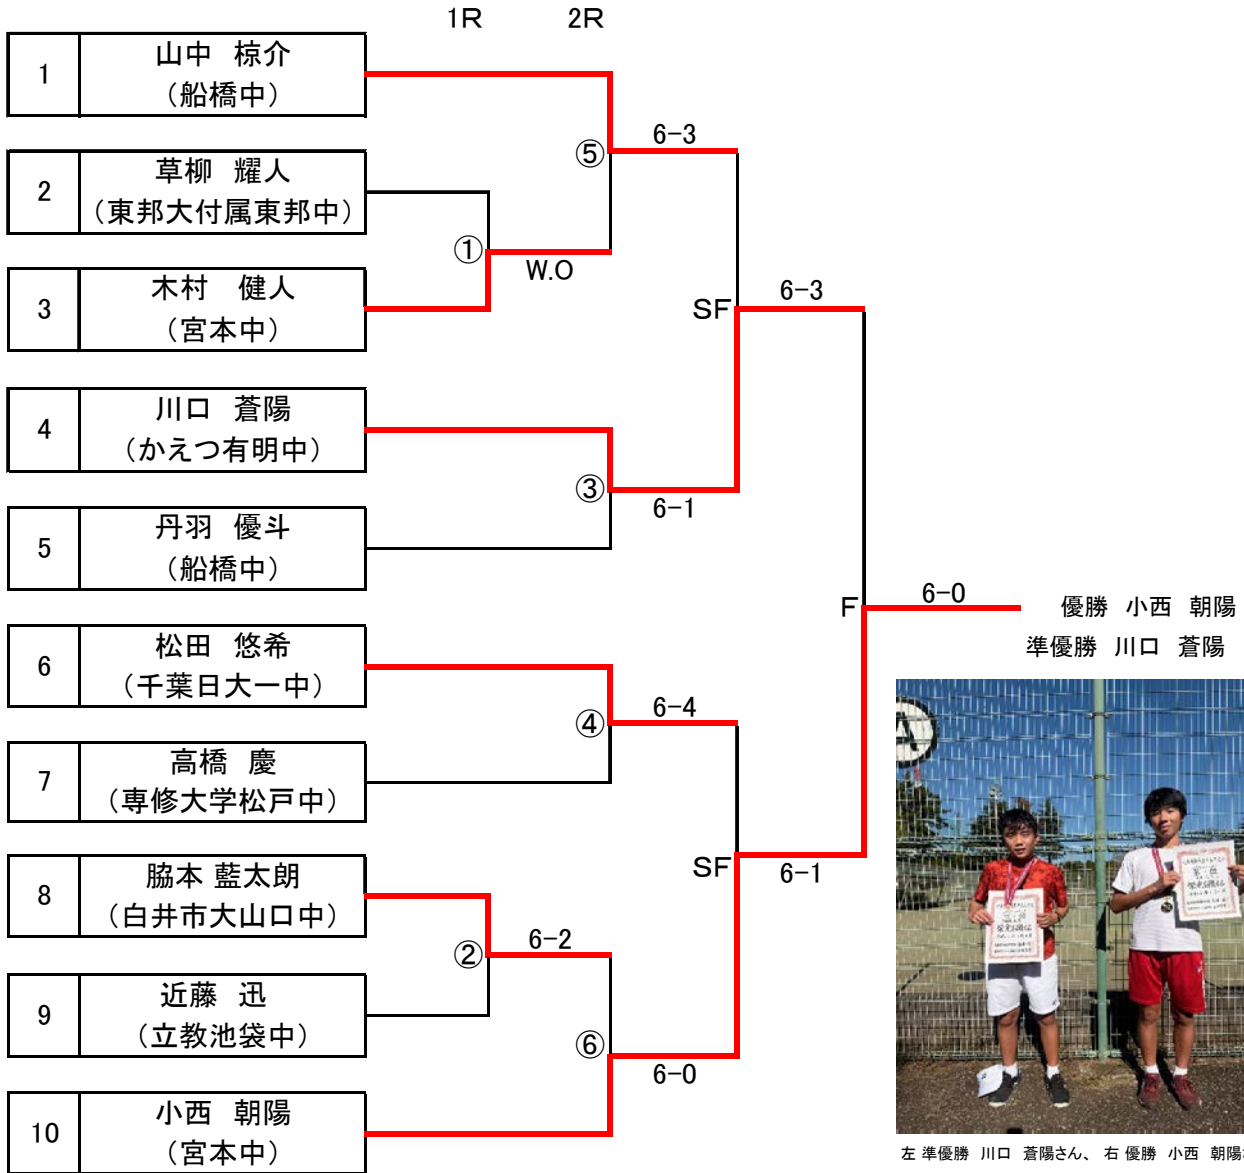 1R 2R
1 山中 椋介
（船橋中）
2 草柳 耀人
（東邦大付属東邦中）
3 木村 健人
（宮本中）
4 川口 蒼陽
（かえつ有明中）
5 丹羽 優斗
（船橋中）
6 松田 悠希
（千葉日大一中）
7 高橋 慶
（専修大学松戸中）
8 脇本 藍太朗
（白井市大山口中）
9 近藤 迅
（立教池袋中）
10 小西 朝陽
（宮本中）
① W.O
② 6-2
⑤ 6-3
③ 6-1
④ 6-4
⑥ 6-0
SF 6-3
SF 6-1
F 6-0
優勝 小西 朝陽
準優勝 川口 蒼陽
A
左 準優勝 川口 蒼陽さん、 右 優勝 小西 朝陽